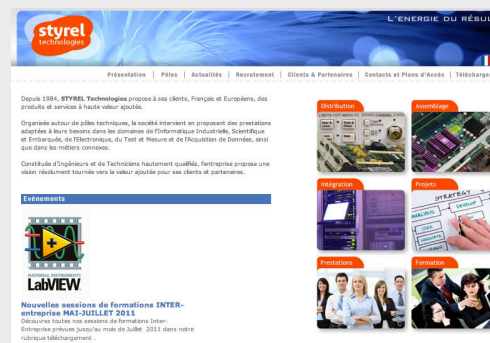 styrel
technologies
L'ENERGIE DU RÉSUL
Présentation | Pôles | Actualités | Recrutement | Clients & Partenaires | Contacts et Plans d'Accès | Télécharge
Depuis 1984, STYREL Technologies propose à ses clients, Français et Européens, des
produits et services à haute valeur ajoutée.
Organisée autour de pôles techniques, la société intervient en proposant des prestations
adaptées à leurs besoins dans les domaines de l'Informatique Industrielle, Scientifique
et Embarquée, de l'Electronique, du Test et Mesure et de l'Acquistion de Données, ainsi
que dans les métiers connexes.
Constituée d'Ingénieurs et de Techniciens hautement qualifiés, l'entreprise propose une
vision résolument tournée vers la valeur ajoutée pour ses clients et partenaires.
Evénements
NATIONAL INSTRUMENTS
LabVIEW
Nouvelles sessions de formations INTER-
entreprise MAI-JUILLET 2011
Découvrez toutes nos sessions de formations Inter-
Entreprise prévues jusqu'au mois de Juillet 2011 dans notre
rubrique téléchargement .
Distribution
Assemblage
Intégration
Projets
STRATEGY
ANALYSIS
DEVELOP
Prestations
Formation